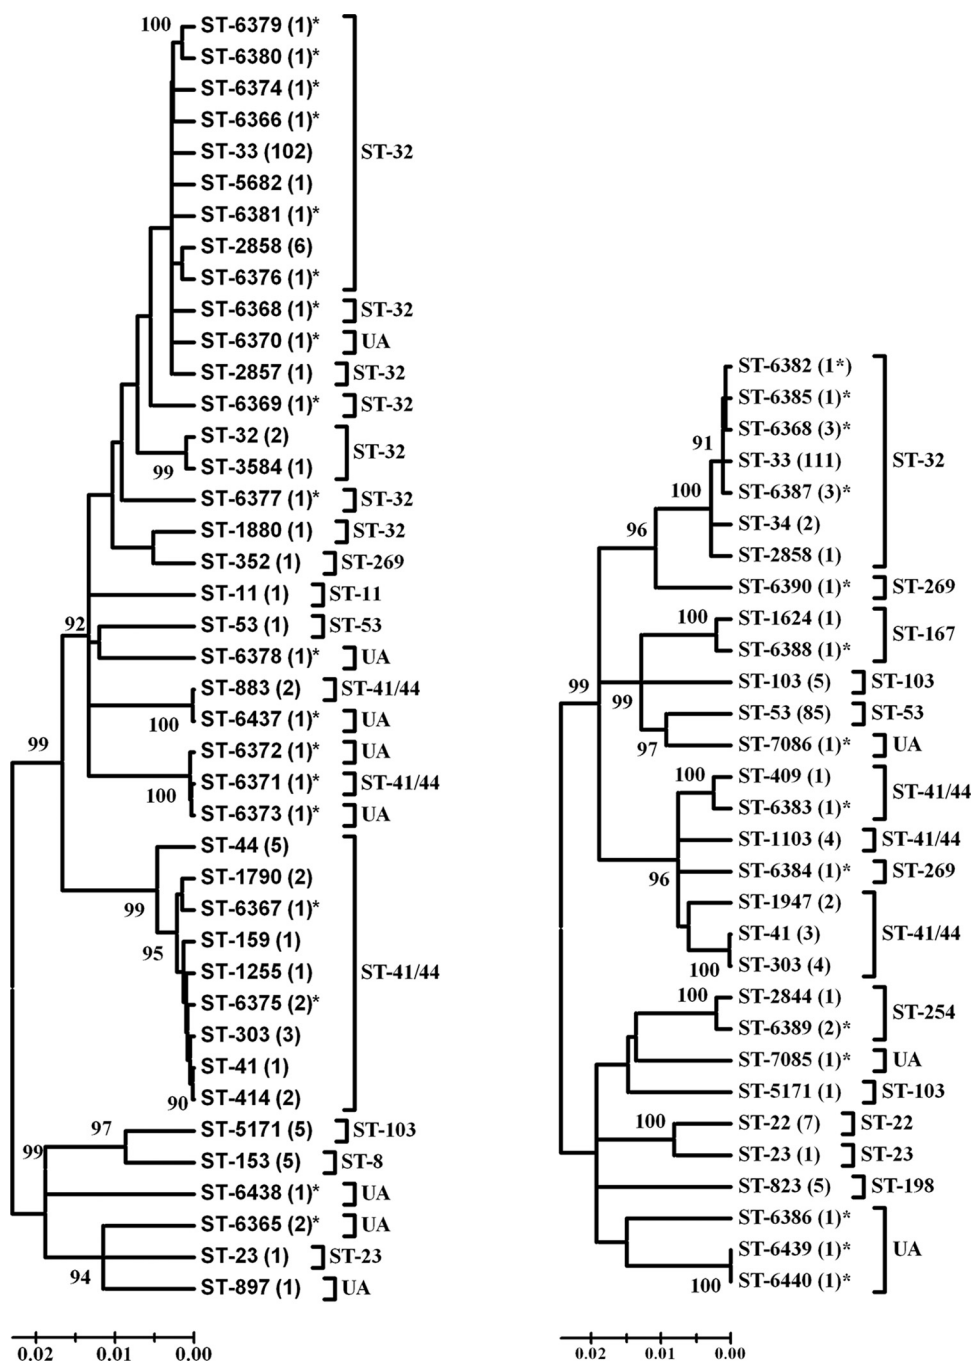 100
ST-6379 (1)*
ST-6380 (1)*
ST-6374 (1)*
ST-6366 (1)*
ST-33 (102)
ST-32
ST-5682 (1)
ST-6381 (1)*
ST-2858 (6)
ST-6376 (1)*
ST-6368 (1)* ST-32
ST-6370 (1)* UA
ST-2857 (1) ST-32
ST-6369 (1)* ST-32
ST-32 (2)
ST-32
99
ST-3584 (1)
ST-6377 (1)* ST-32
ST-1880 (1) ST-32
ST-352 (1) ST-269
ST-11 (1) ST-11
92
ST-53 (1) ST-53
ST-6378 (1)* UA
ST-883 (2) ST-41/44
100
ST-6437 (1)* UA
99
ST-6372 (1)* UA
ST-6371 (1)* ST-41/44
100
ST-6373 (1)* UA
ST-44 (5)
ST-1790 (2)
99
ST-6367 (1)*
95
ST-159 (1)
ST-1255 (1)
ST-41/44
ST-6375 (2)*
ST-303 (3)
ST-41 (1)
90
ST-414 (2)
97
ST-5171 (5) ST-103
99
ST-153 (5) ST-8
ST-6438 (1)* UA
ST-6365 (2)* UA
ST-23 (1) ST-23
94
ST-897 (1) UA
0.02 0.01 0.00
ST-6382 (1*)
ST-6385 (1)*
ST-6368 (3)*
91
ST-33 (111)
ST-32
100
ST-6387 (3)*
96
ST-34 (2)
ST-2858 (1)
ST-6390 (1)* ST-269
100
ST-1624 (1)
ST-167
ST-6388 (1)*
99
99
ST-103 (5) ST-103
ST-53 (85) ST-53
97
ST-7086 (1)* UA
100
ST-409 (1)
ST-41/44
ST-6383 (1)*
ST-1103 (4) ST-41/44
96
ST-6384 (1)* ST-269
ST-1947 (2)
ST-41 (3)
ST-41/44
100
ST-303 (4)
100
ST-2844 (1)
ST-254
ST-6389 (2)*
ST-7085 (1)* UA
ST-5171 (1) ST-103
100
ST-22 (7) ST-22
ST-23 (1) ST-23
ST-823 (5) ST-198
ST-6386 (1)*
ST-6439 (1)*
UA
100
ST-6440 (1)*
0.02 0.01 0.00